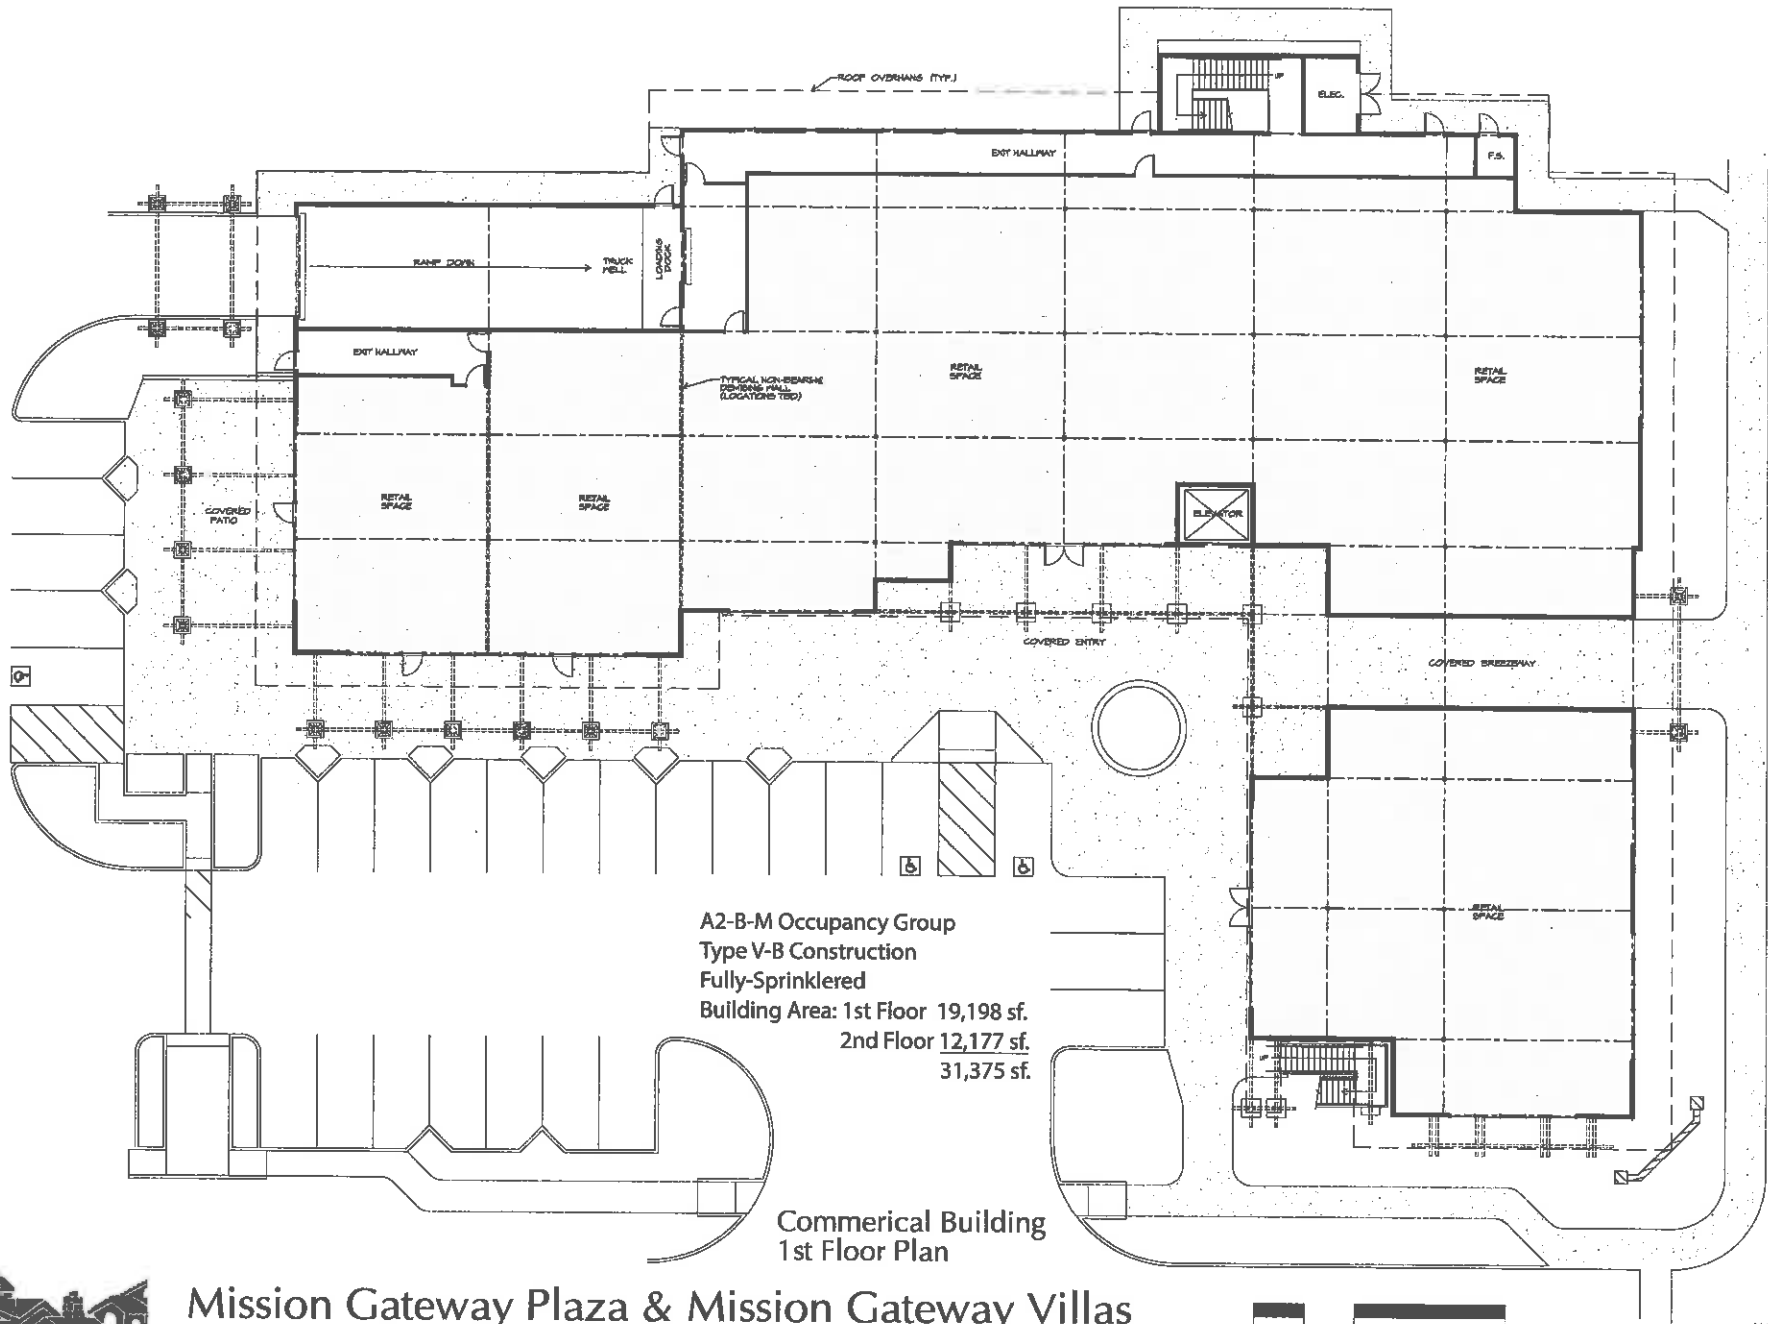 ROOF OVERHANG (TYP.)
UP
ELEC.
EXIT HALLWAY
F.S.
RAMP DOWN
TRUCK
WELL
LOADING
DOCK
EXIT HALLWAY
TYPICAL NON-BEARING
DEMISING WALL
(LOCATIONS TBD)
RETAIL
SPACE
RETAIL
SPACE
COVERED
PATIO
RETAIL
SPACE
RETAIL
SPACE
ELEVATOR
COVERED ENTRY
COVERED BREEZEWAY
RETAIL
SPACE
A2-B-M Occupancy Group
Type V-B Construction
Fully-Sprinklered
Building Area: 1st Floor 19,198 sf.
2nd Floor 12,177 sf.
31,375 sf.
UP
Commerical Building
1st Floor Plan
Mission Gateway Plaza & Mission Gateway Villas